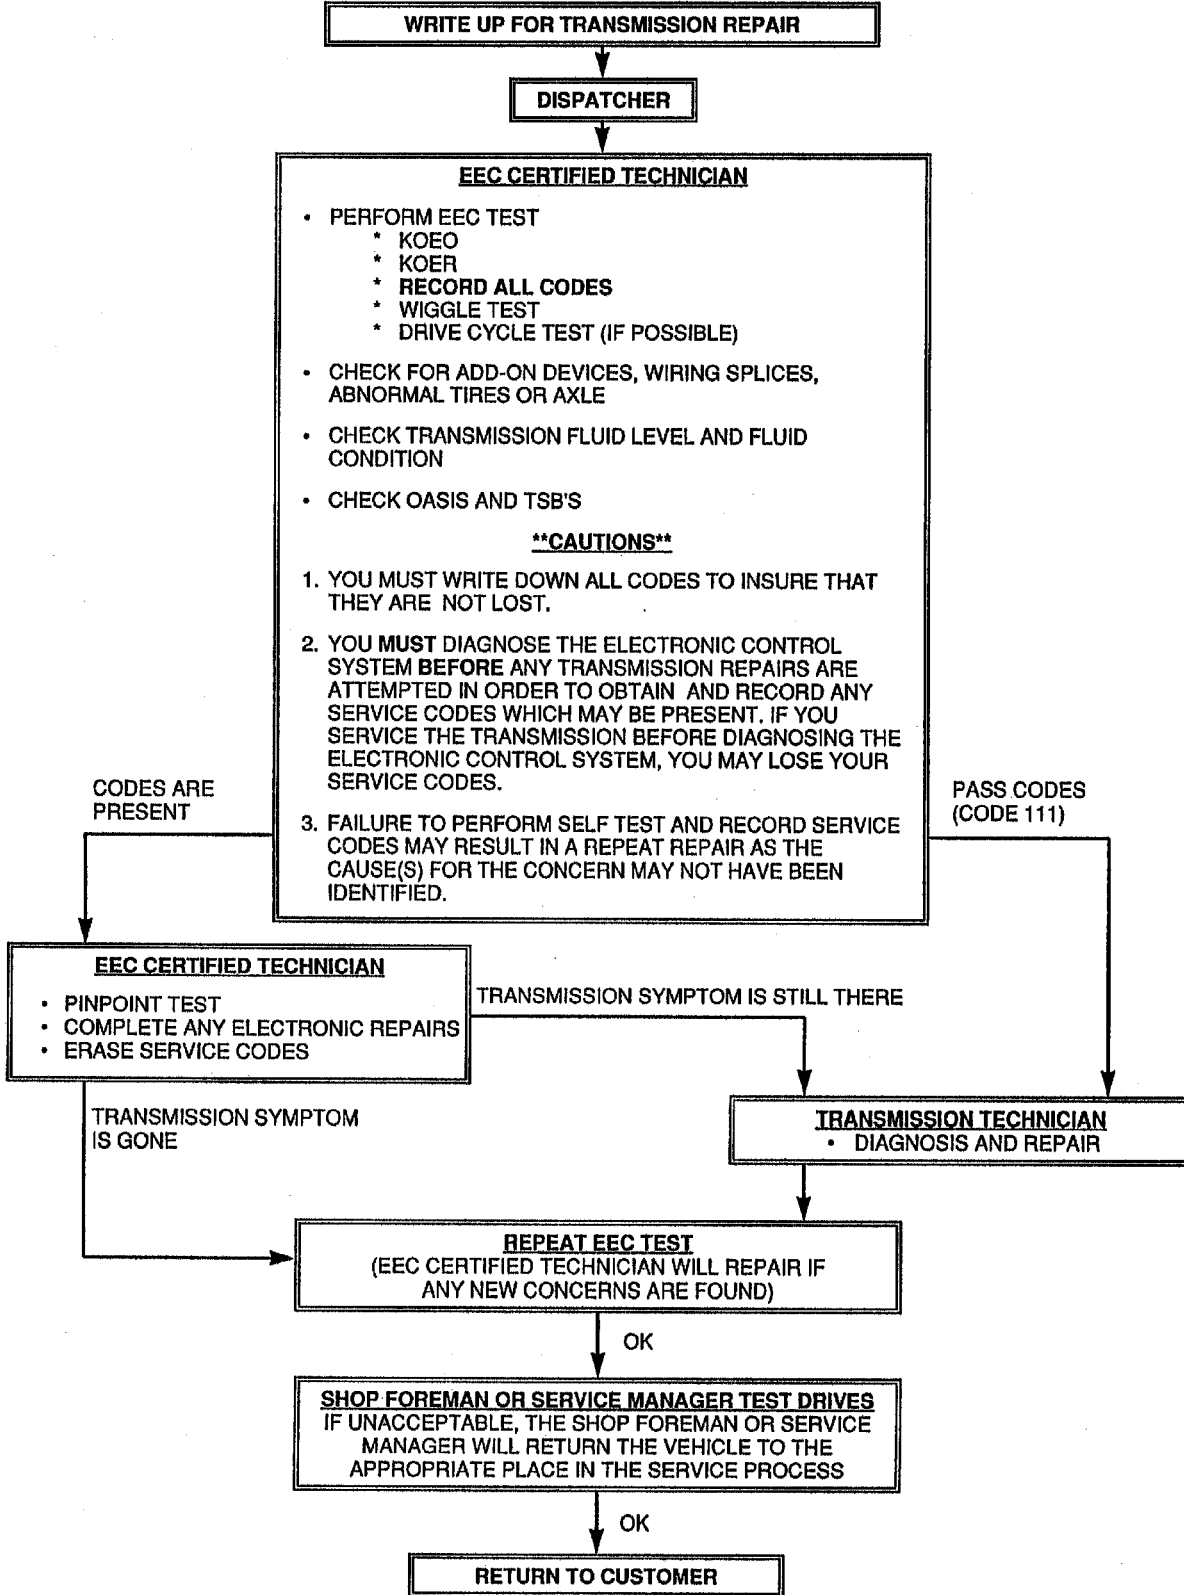 WRITE UP FOR TRANSMISSION REPAIR
DISPATCHER
EEC CERTIFIED TECHNICIAN
• PERFORM EEC TEST
* KOEO
* KOER
* RECORD ALL CODES
* WIGGLE TEST
* DRIVE CYCLE TEST (IF POSSIBLE)
• CHECK FOR ADD-ON DEVICES, WIRING SPLICES,
ABNORMAL TIRES OR AXLE
• CHECK TRANSMISSION FLUID LEVEL AND FLUID
CONDITION
• CHECK OASIS AND TSB'S
**CAUTIONS**
1. YOU MUST WRITE DOWN ALL CODES TO INSURE THAT
THEY ARE NOT LOST.
2. YOU MUST DIAGNOSE THE ELECTRONIC CONTROL
SYSTEM BEFORE ANY TRANSMISSION REPAIRS ARE
ATTEMPTED IN ORDER TO OBTAIN AND RECORD ANY
SERVICE CODES WHICH MAY BE PRESENT. IF YOU
SERVICE THE TRANSMISSION BEFORE DIAGNOSING THE
ELECTRONIC CONTROL SYSTEM, YOU MAY LOSE YOUR
SERVICE CODES.
3. FAILURE TO PERFORM SELF TEST AND RECORD SERVICE
CODES MAY RESULT IN A REPEAT REPAIR AS THE
CAUSE(S) FOR THE CONCERN MAY NOT HAVE BEEN
IDENTIFIED.
CODES ARE
PRESENT
PASS CODES
(CODE 111)
EEC CERTIFIED TECHNICIAN
• PINPOINT TEST
• COMPLETE ANY ELECTRONIC REPAIRS
• ERASE SERVICE CODES
TRANSMISSION SYMPTOM IS STILL THERE
TRANSMISSION SYMPTOM
IS GONE
TRANSMISSION TECHNICIAN
• DIAGNOSIS AND REPAIR
REPEAT EEC TEST
(EEC CERTIFIED TECHNICIAN WILL REPAIR IF
ANY NEW CONCERNS ARE FOUND)
OK
SHOP FOREMAN OR SERVICE MANAGER TEST DRIVES
IF UNACCEPTABLE, THE SHOP FOREMAN OR SERVICE
MANAGER WILL RETURN THE VEHICLE TO THE
APPROPRIATE PLACE IN THE SERVICE PROCESS
OK
RETURN TO CUSTOMER